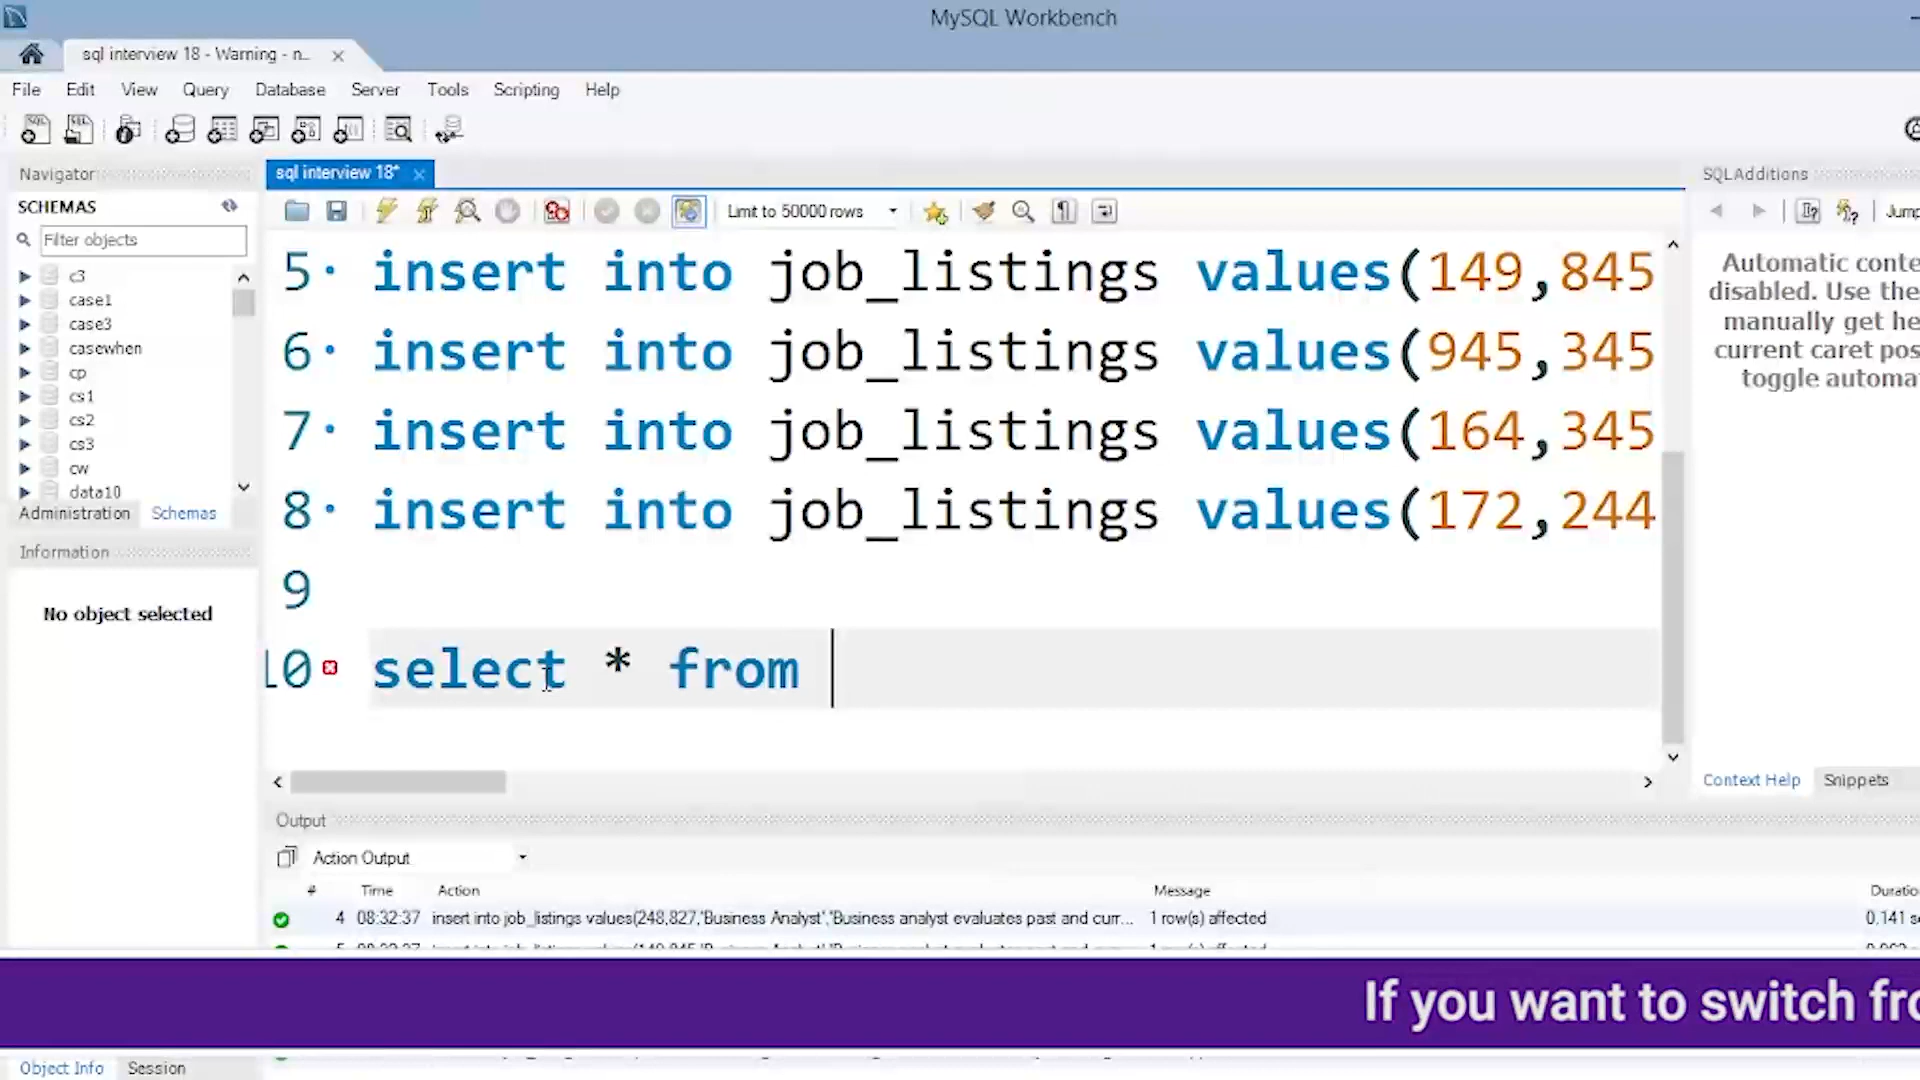 MySQL Workbench
sql interview 18 - Warning - n...
File Edit View Query Database Server Tools Scripting Help
Navigator
SCHEMAS
Filter objects
c3
case1
case3
casewhen
cp
cs1
cs2
cs3
cw
data10
Administration Schemas
Information
No object selected
sql interview 18*
Limit to 50000 rows
5 insert into job_listings values(149,845
6 insert into job_listings values(945,345
7 insert into job_listings values(164,345
8 insert into job_listings values(172,244
9
10 select * from
SQLAdditions
Jump
Automatic conte
disabled. Use the
manually get he
current caret pos
toggle automa
Context Help Snippets
Output
Action Output
# Time Action Message Duratio
4 08:32:37 insert into job_listings values(248,827,'Business Analyst','Business analyst evaluates past and curr... 1 row(s) affected 0.141 s
If you want to switch fro
Object Info Session